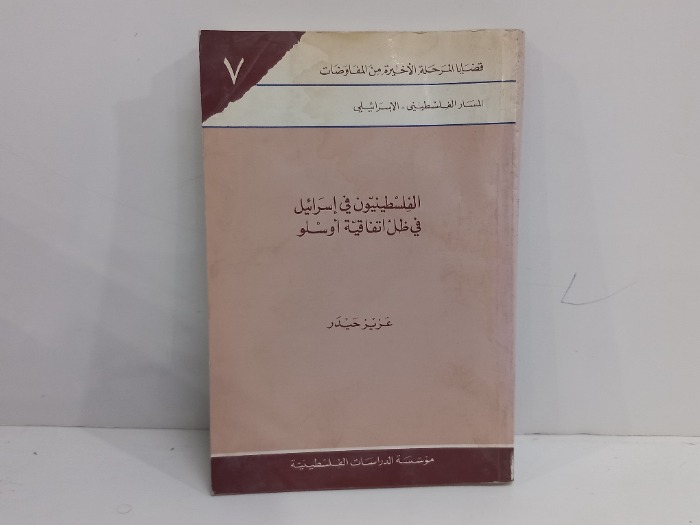 ٧
قضايا المرحلة الأخيرة من المفاوضات
المسار الفلسطيني - الإسرائيلي
الفلسطينيون في إسرائيل
في ظل اتفاقية أوسلو
عزيز حيدر
مؤسسة الدراسات الفلسطينية